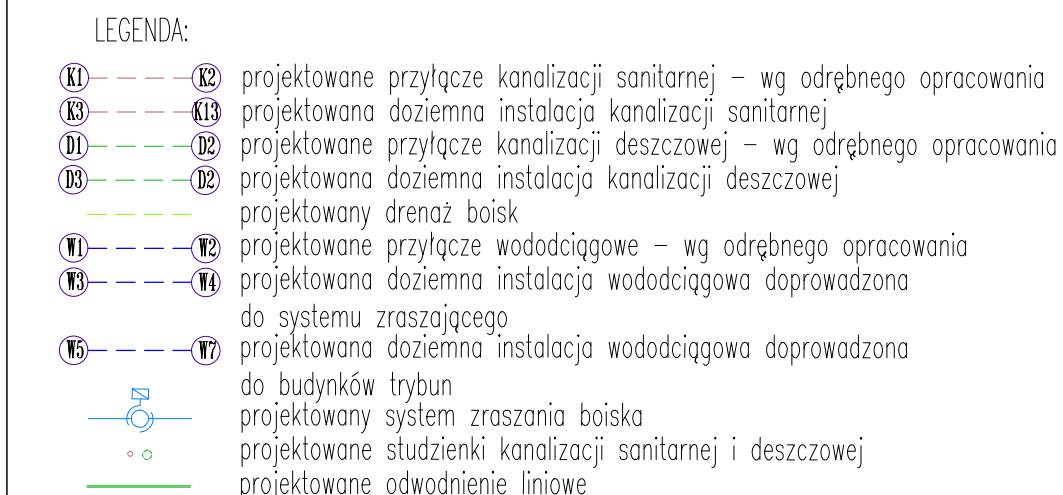 LEGENDA:
K1 K2 projektowane przyłącze kanalizacji sanitarnej – wg odrębnego opracowania
K3 K13 projektowana doziemna instalacja kanalizacji sanitarnej
D1 D2 projektowane przyłącze kanalizacji deszczowej – wg odrębnego opracowania
D3 D2 projektowana doziemna instalacja kanalizacji deszczowej
projektowany drenaż boisk
W1 W2 projektowane przyłącze wododciągowe – wg odrębnego opracowania
W3 W4 projektowana doziemna instalacja wododciągowa doprowadzona
do systemu zraszającego
W5 W7 projektowana doziemna instalacja wododciągowa doprowadzona
do budynków trybun
projektowany system zraszania boiska
projektowane studzienki kanalizacji sanitarnej i deszczowej
projektowane odwodnienie liniowe